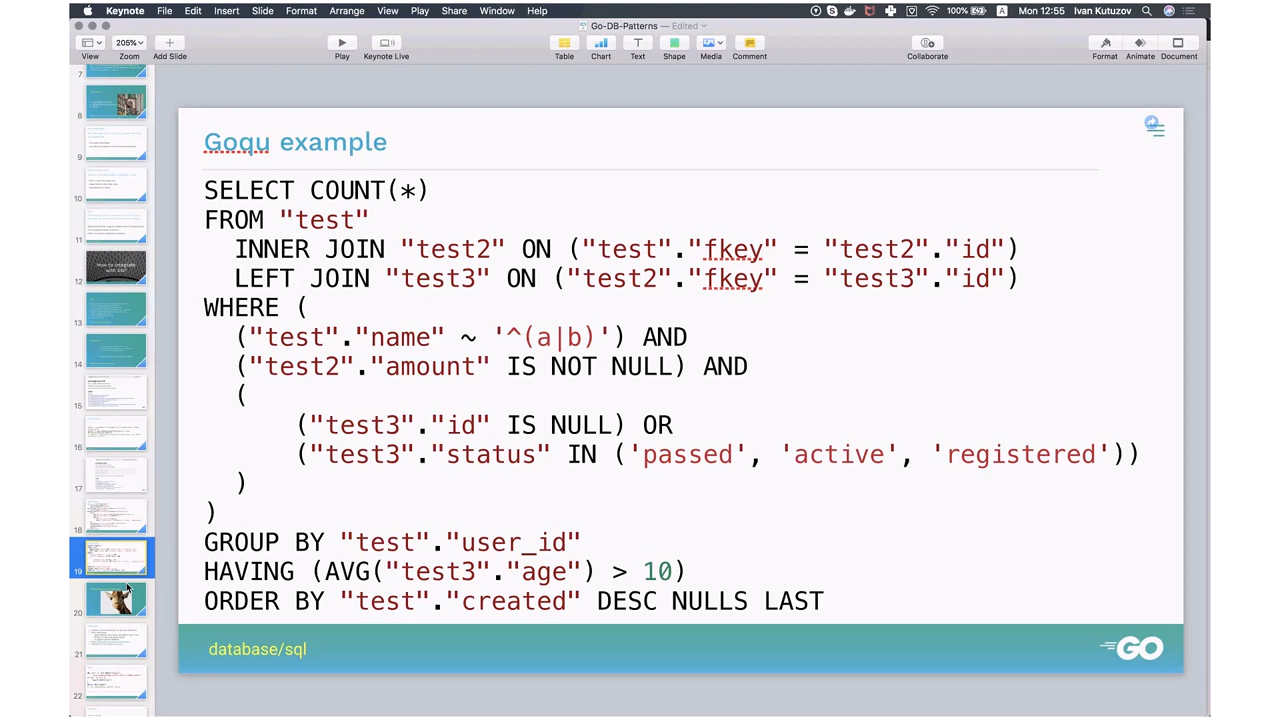 Keynote File Edit Insert Slide Format Arrange View Play Share Window Help 100% A Mon 12:55 Ivan Kutuzov
Go-DB-Patterns — Edited
205%
View Zoom Add Slide Play Keynote Live Table Chart Text Shape Media Comment Collaborate Format Animate Document
7
8
9
10
11
12
13
14
15
16
17
18
19
20
21
22
Goqu example
SELECT COUNT(*)
FROM "test"
INNER JOIN "test2" ON ("test"."fkey" = "test2"."id")
LEFT JOIN "test3" ON ("test2"."fkey" = "test3"."id")
WHERE (
("test"."name" ~ '^(a|b)') AND
("test2"."amount" IS NOT NULL) AND
(
("test3"."id" IS NULL) OR
("test3"."status" IN ('passed', 'active', 'registered'))
)
)
GROUP BY "test"."user_id"
HAVING (AVG("test3"."age") > 10)
ORDER BY "test"."created" DESC NULLS LAST
database/sql
GO